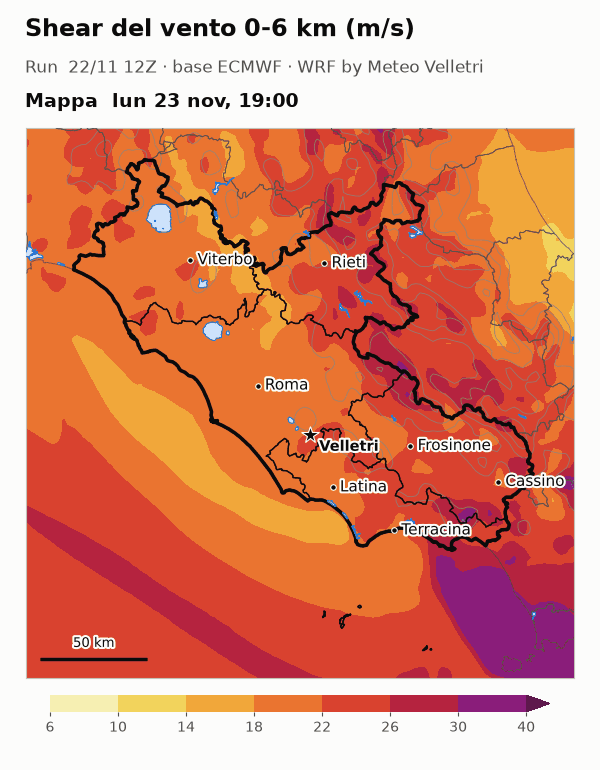 Shear del vento 0-6 km (m/s)
Run  22/11 12Z · base ECMWF · WRF by Meteo Velletri
Mappa  lun 23 nov, 19:00
Viterbo
Rieti
Roma
Velletri
Frosinone
Latina
Cassino
Terracina
50 km
6 10 14 18 22 26 30 40